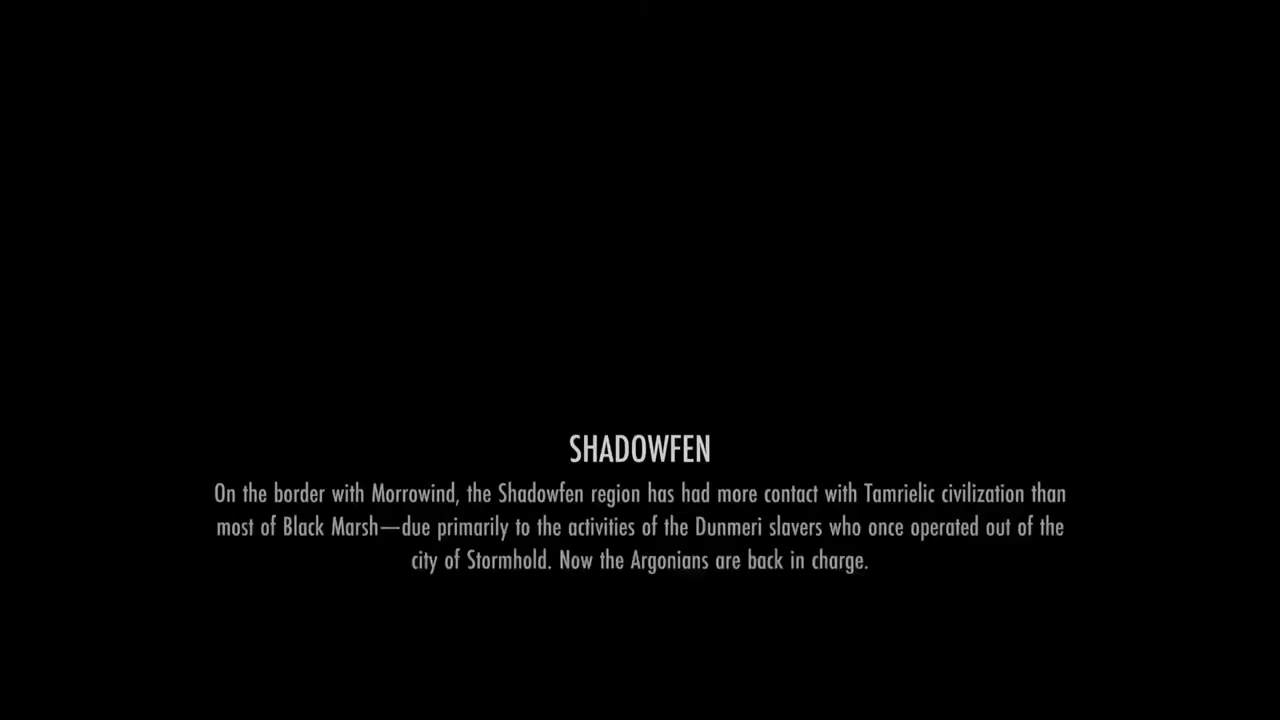 SHADOWFEN
On the border with Morrowind, the Shadowfen region has had more contact with Tamrielic civilization than
most of Black Marsh—due primarily to the activities of the Dunmeri slavers who once operated out of the
city of Stormhold. Now the Argonians are back in charge.